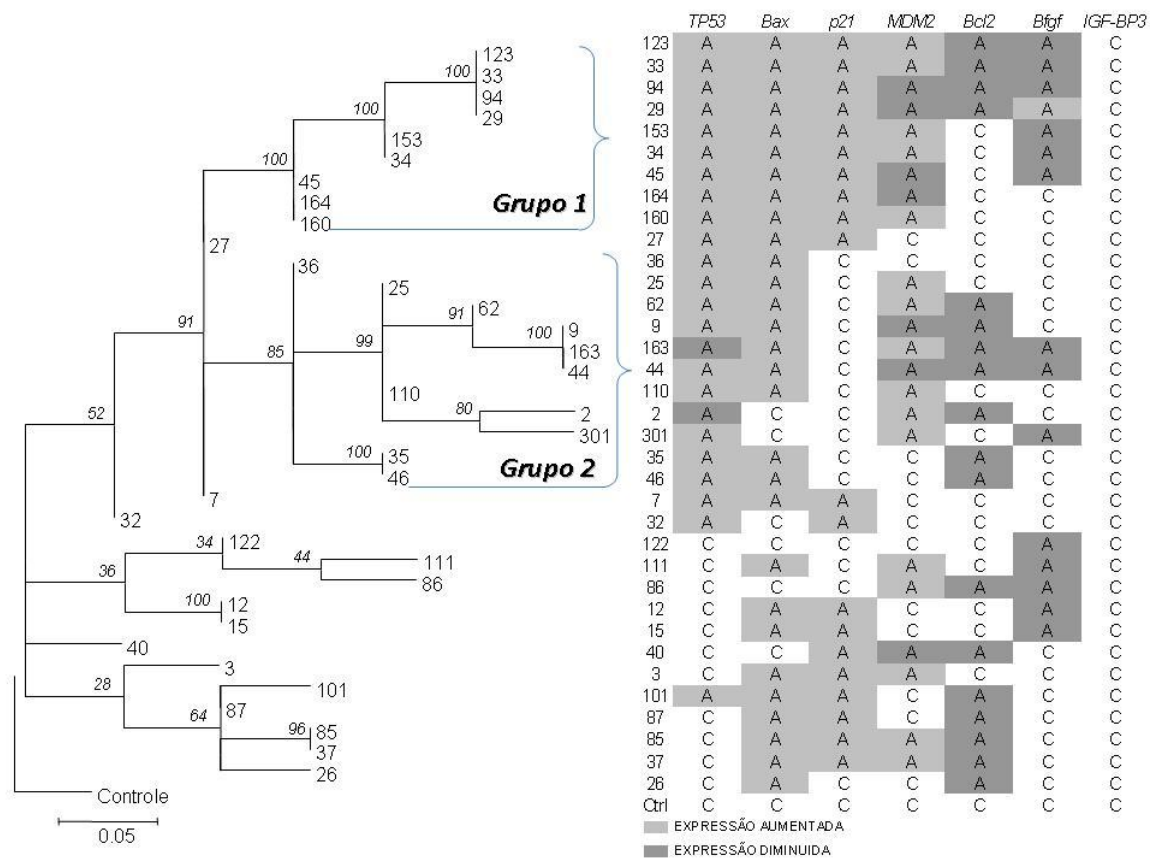 TP53 Bax p21 MDM2 Bcl2 Bfgf IGF-BP3
123 A A A A A A C
33 A A A A A A C
94 A A A A A A C
29 A A A A A A C
153 A A A A C A C
34 A A A A C A C
45 A A A A C A C
164 A A A A C C C
160 A A A A C C C
27 A A A C C C C
36 A A C C C C C
25 A A C A C C C
62 A A C A A C C
9 A A C A A C C
163 A A C A A A C
44 A A C A A A C
110 A A C A C C C
2 A C C A A C C
301 A C C A C A C
35 A A C C A C C
46 A A C C A C C
7 A A A C C C C
32 A C A C C C C
122 C C C C C A C
111 C A C A C A C
86 C C C A A A C
12 C A A C C A C
15 C A A C C A C
40 C C A A A C C
3 C A A A C C C
101 A A A C A C C
87 C A A C A C C
85 C A A A A C C
37 C A A A A C C
26 C A C C A C C
Ctrl C C C C C C C
EXPRESSÃO AUMENTADA
EXPRESSÃO DIMINUIDA
123
100
33
94
29
100
153
34
100
45
164
160
Grupo 1
27
36
25
62
91
9
100
163
44
99
91
85
110
2
80
301
52
35
100
46
Grupo 2
7
32
122
34
111
44
86
36
12
100
15
40
3
28
101
87
64
85
96
37
26
Controle
0.05